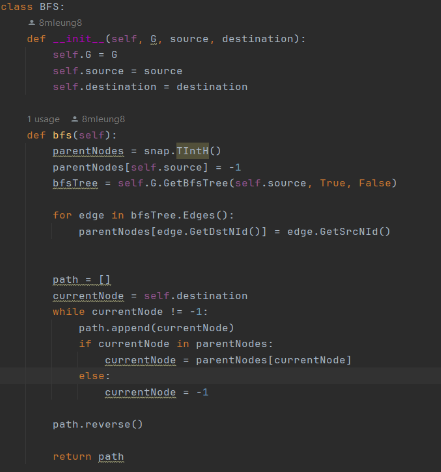 class BFS:
8mleung8
def __init__(self, G, source, destination):
self.G = G
self.source = source
self.destination = destination
1 usage 8mleung8
def bfs(self):
parentNodes = snap.TIntH()
parentNodes[self.source] = -1
bfsTree = self.G.GetBfsTree(self.source, True, False)
for edge in bfsTree.Edges():
parentNodes[edge.GetDstNId()] = edge.GetSrcNId()
path = []
currentNode = self.destination
while currentNode != -1:
path.append(currentNode)
if currentNode in parentNodes:
currentNode = parentNodes[currentNode]
else:
currentNode = -1
path.reverse()
return path